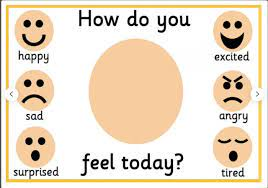 How do you
happy
excited
sad
angry
surprised
tired
feel today?